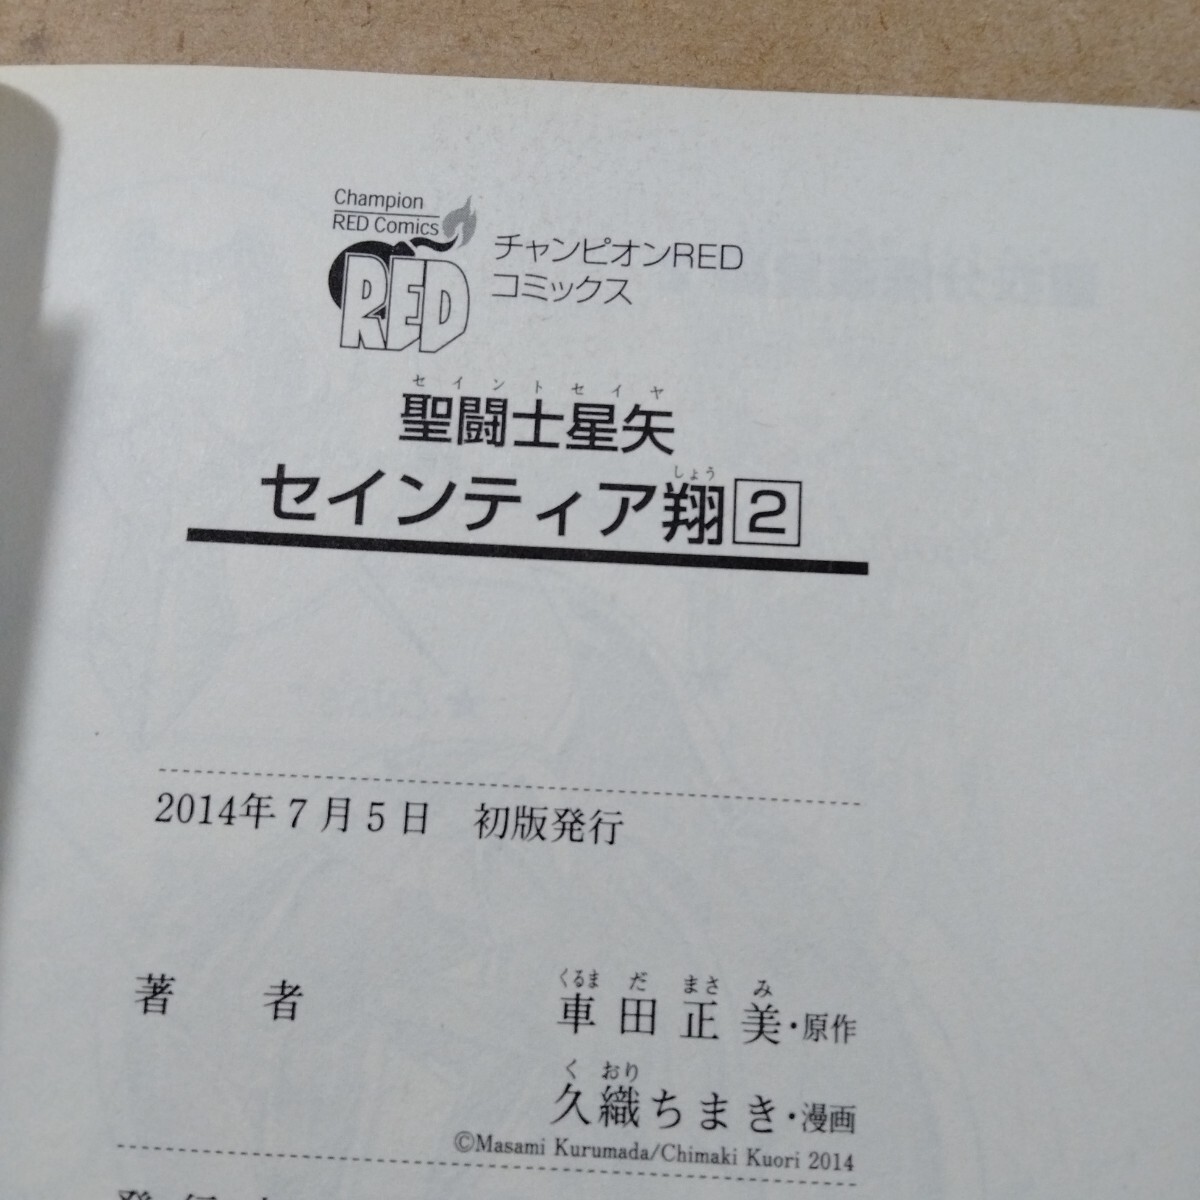 Champion
RED Comics
RED
チャンピオンRED
コミックス
セイントセイヤ
聖闘士星矢
しょう
セインティア翔2
2014年7月5日 初版発行
くるま だ まさ み
著 者 車田正美・原作
く おり
久織ちまき・漫画
©Masami Kurumada/Chimaki Kuori 2014